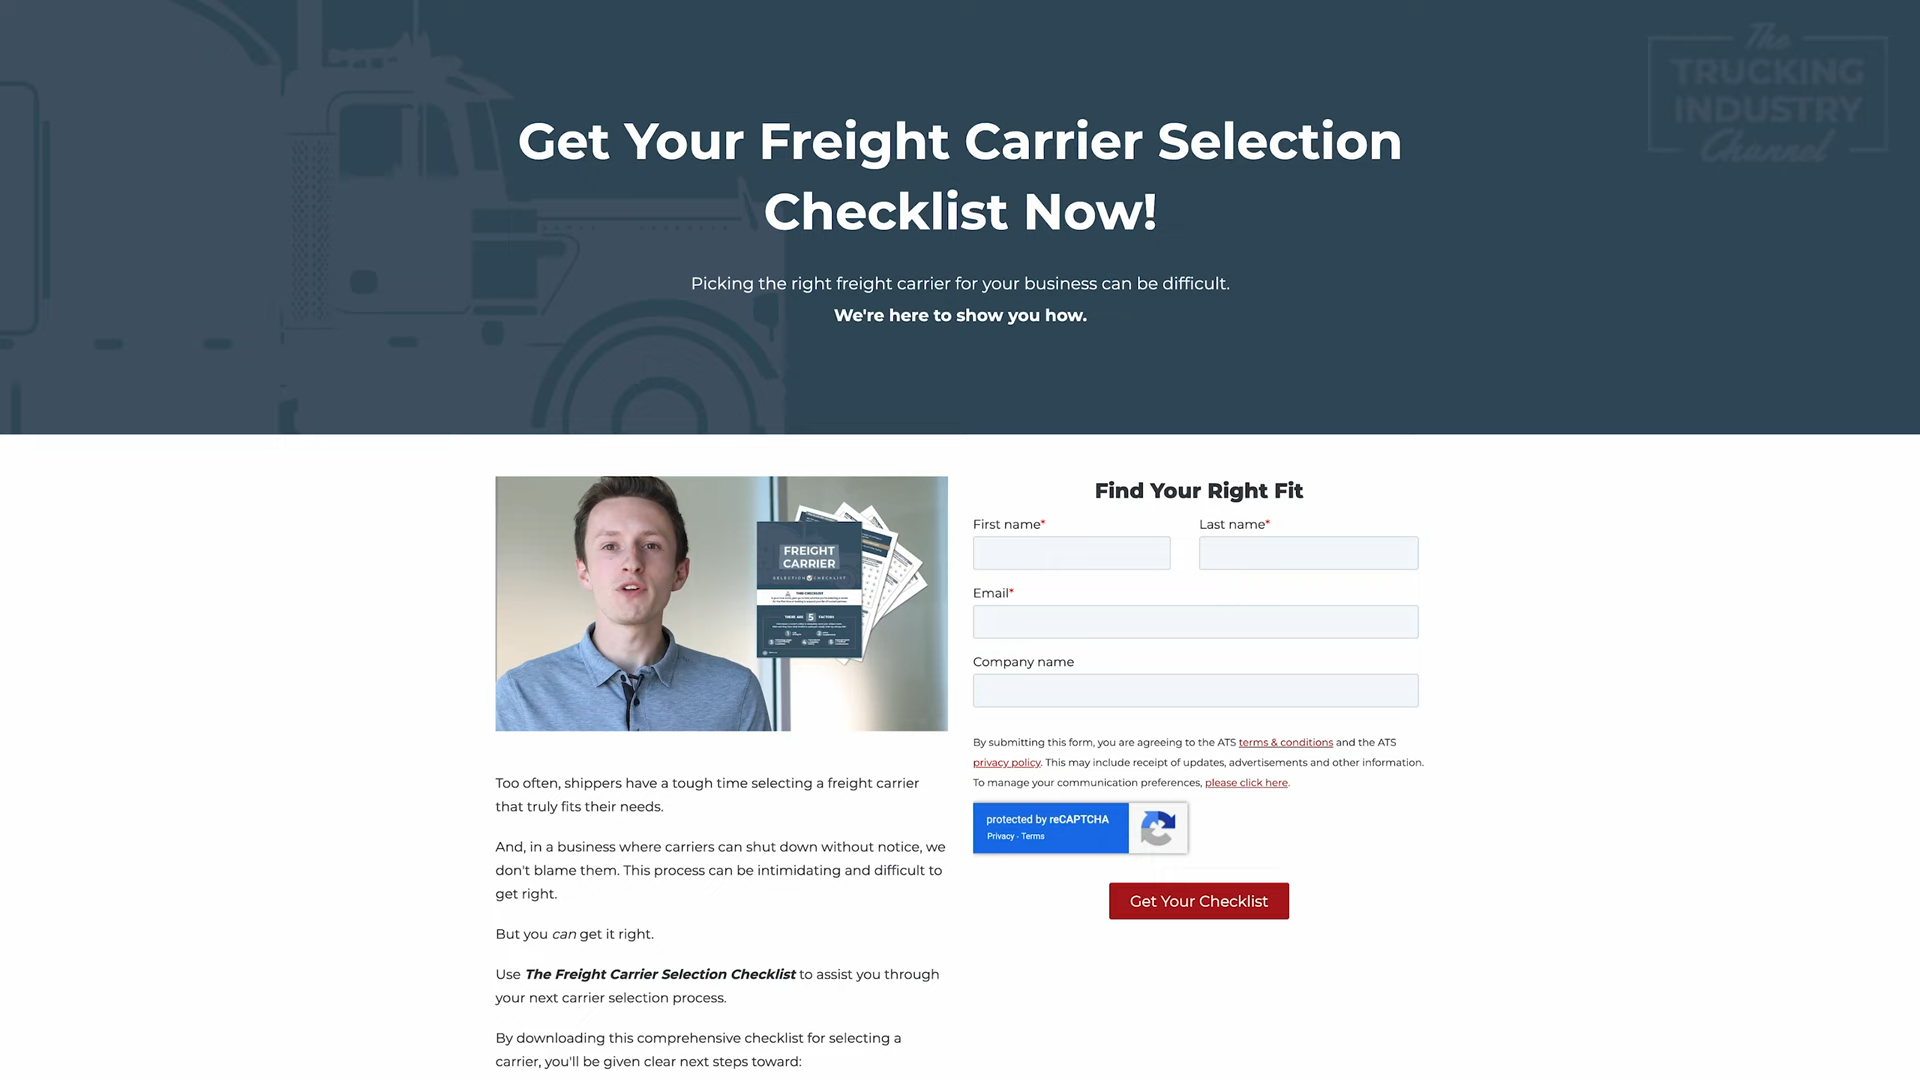 The
TRUCKING
INDUSTRY
Channel
Get Your Freight Carrier Selection
Checklist Now!
Picking the right freight carrier for your business can be difficult.
We're here to show you how.
FREIGHT
CARRIER
SELECTION CHECKLIST
THIS CHECKLIST
THERE ARE 5 FACTORS
Too often, shippers have a tough time selecting a freight carrier
that truly fits their needs.
And, in a business where carriers can shut down without notice, we
don't blame them. This process can be intimidating and difficult to
get right.
But you can get it right.
Use The Freight Carrier Selection Checklist to assist you through
your next carrier selection process.
By downloading this comprehensive checklist for selecting a
carrier, you'll be given clear next steps toward:
Find Your Right Fit
First name*
Last name*
Email*
Company name
By submitting this form, you are agreeing to the ATS terms & conditions and the ATS
privacy policy. This may include receipt of updates, advertisements and other information.
To manage your communication preferences, please click here.
protected by reCAPTCHA
Privacy - Terms
Get Your Checklist